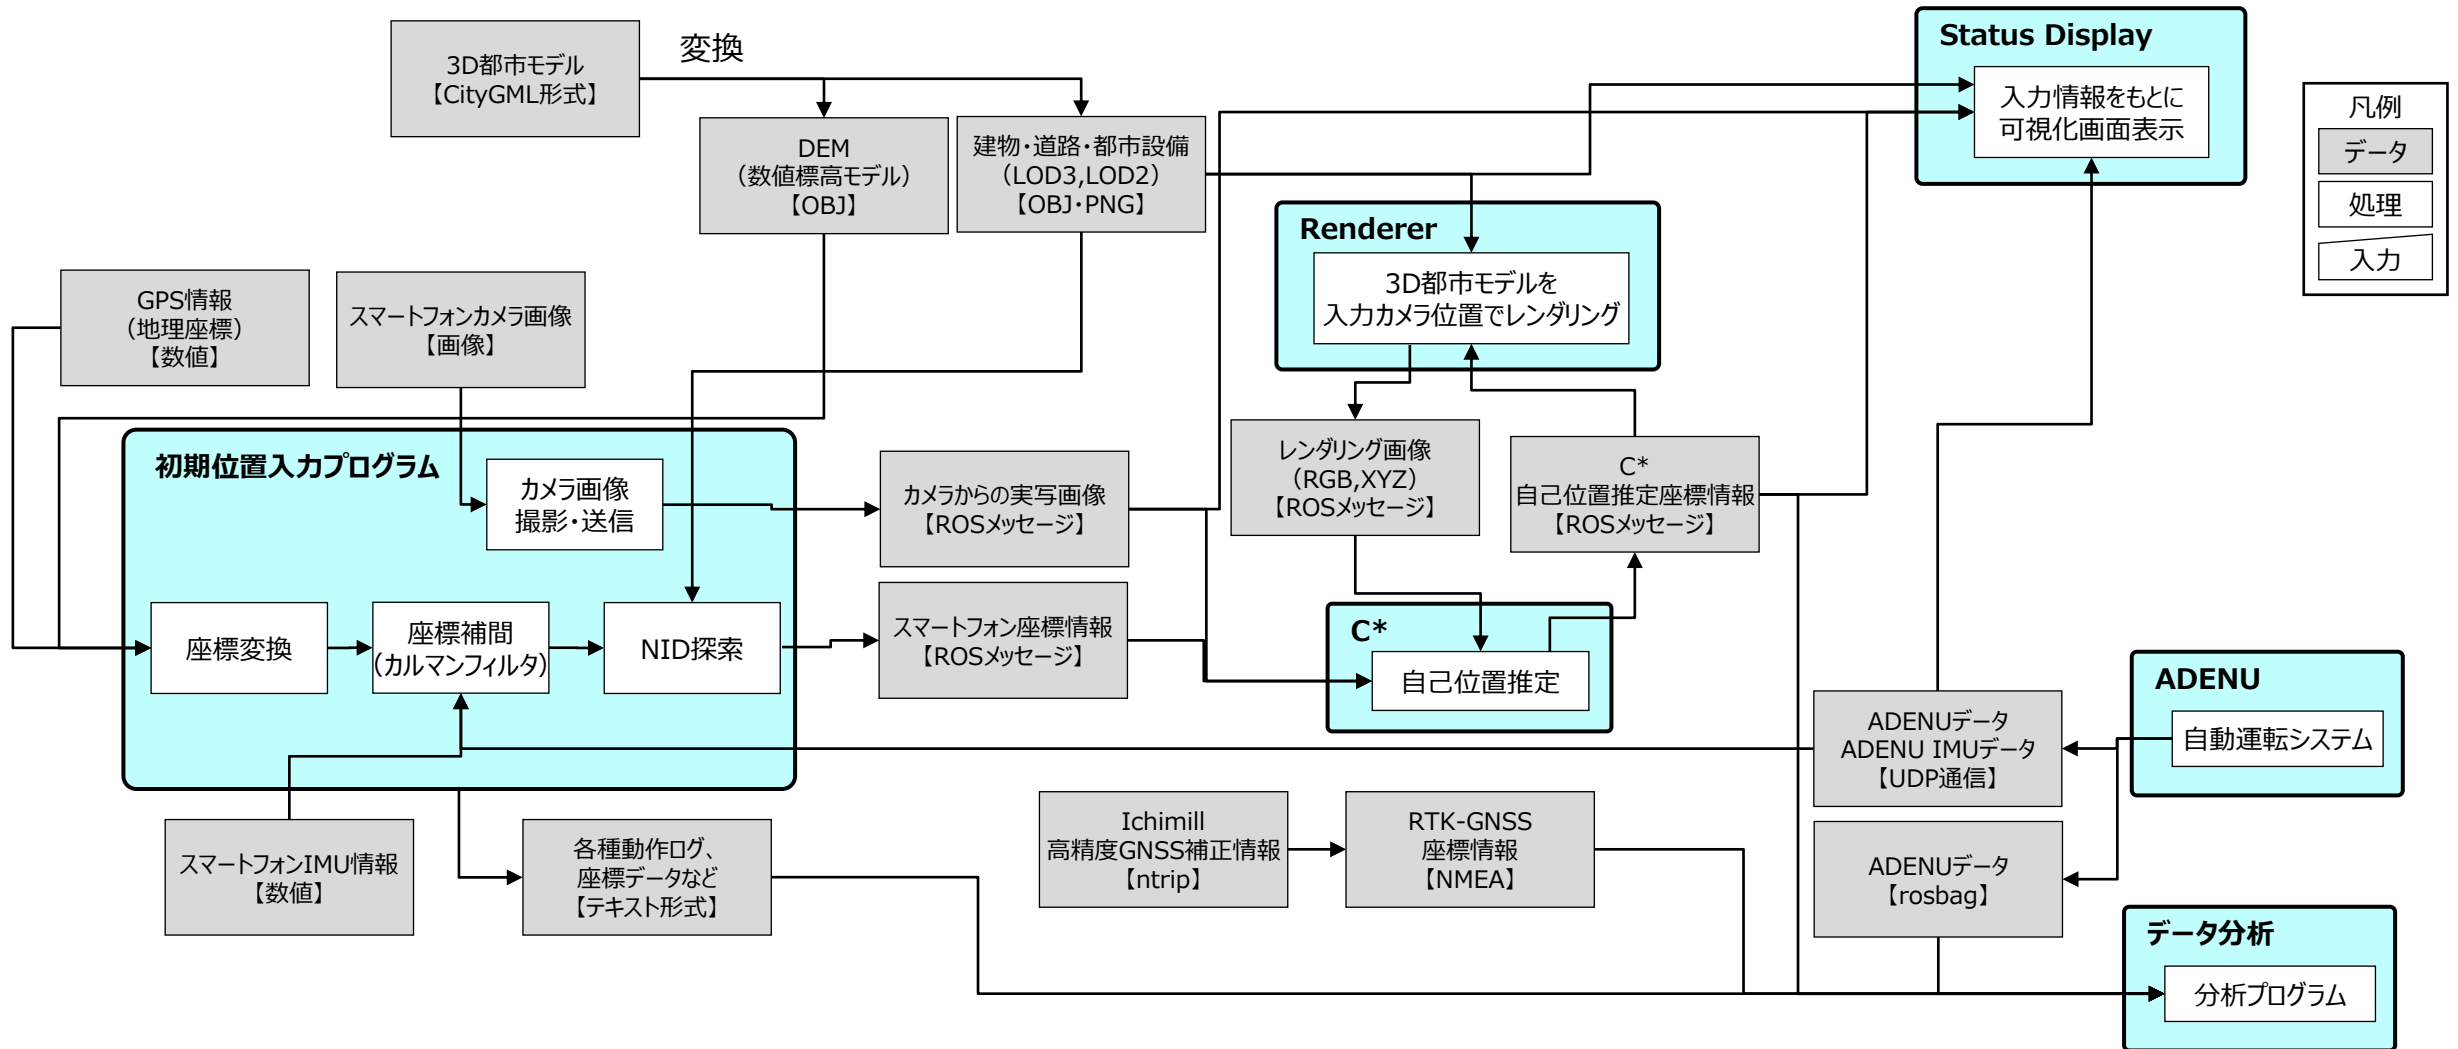 3D都市モデル
【CityGML形式】
変換
DEM
（数値標高モデル）
【OBJ】
建物・道路・都市設備
（LOD3,LOD2）
【OBJ・PNG】
Status Display
入力情報をもとに
可視化画面表示
凡例
データ
処理
入力
Renderer
3D都市モデルを
入力カメラ位置でレンダリング
GPS情報
（地理座標）
【数値】
スマートフォンカメラ画像
【画像】
初期位置入力プログラム
カメラ画像
撮影・送信
座標変換
座標補間
（カルマンフィルタ）
NID探索
カメラからの実写画像
【ROSメッセージ】
スマートフォン座標情報
【ROSメッセージ】
レンダリング画像
（RGB,XYZ）
【ROSメッセージ】
C*
自己位置推定座標情報
【ROSメッセージ】
C*
自己位置推定
ADENU
自動運転システム
ADENUデータ
ADENU IMUデータ
【UDP通信】
ADENUデータ
【rosbag】
スマートフォンIMU情報
【数値】
各種動作ログ、
座標データなど
【テキスト形式】
Ichimill
高精度GNSS補正情報
【ntrip】
RTK-GNSS
座標情報
【NMEA】
データ分析
分析プログラム